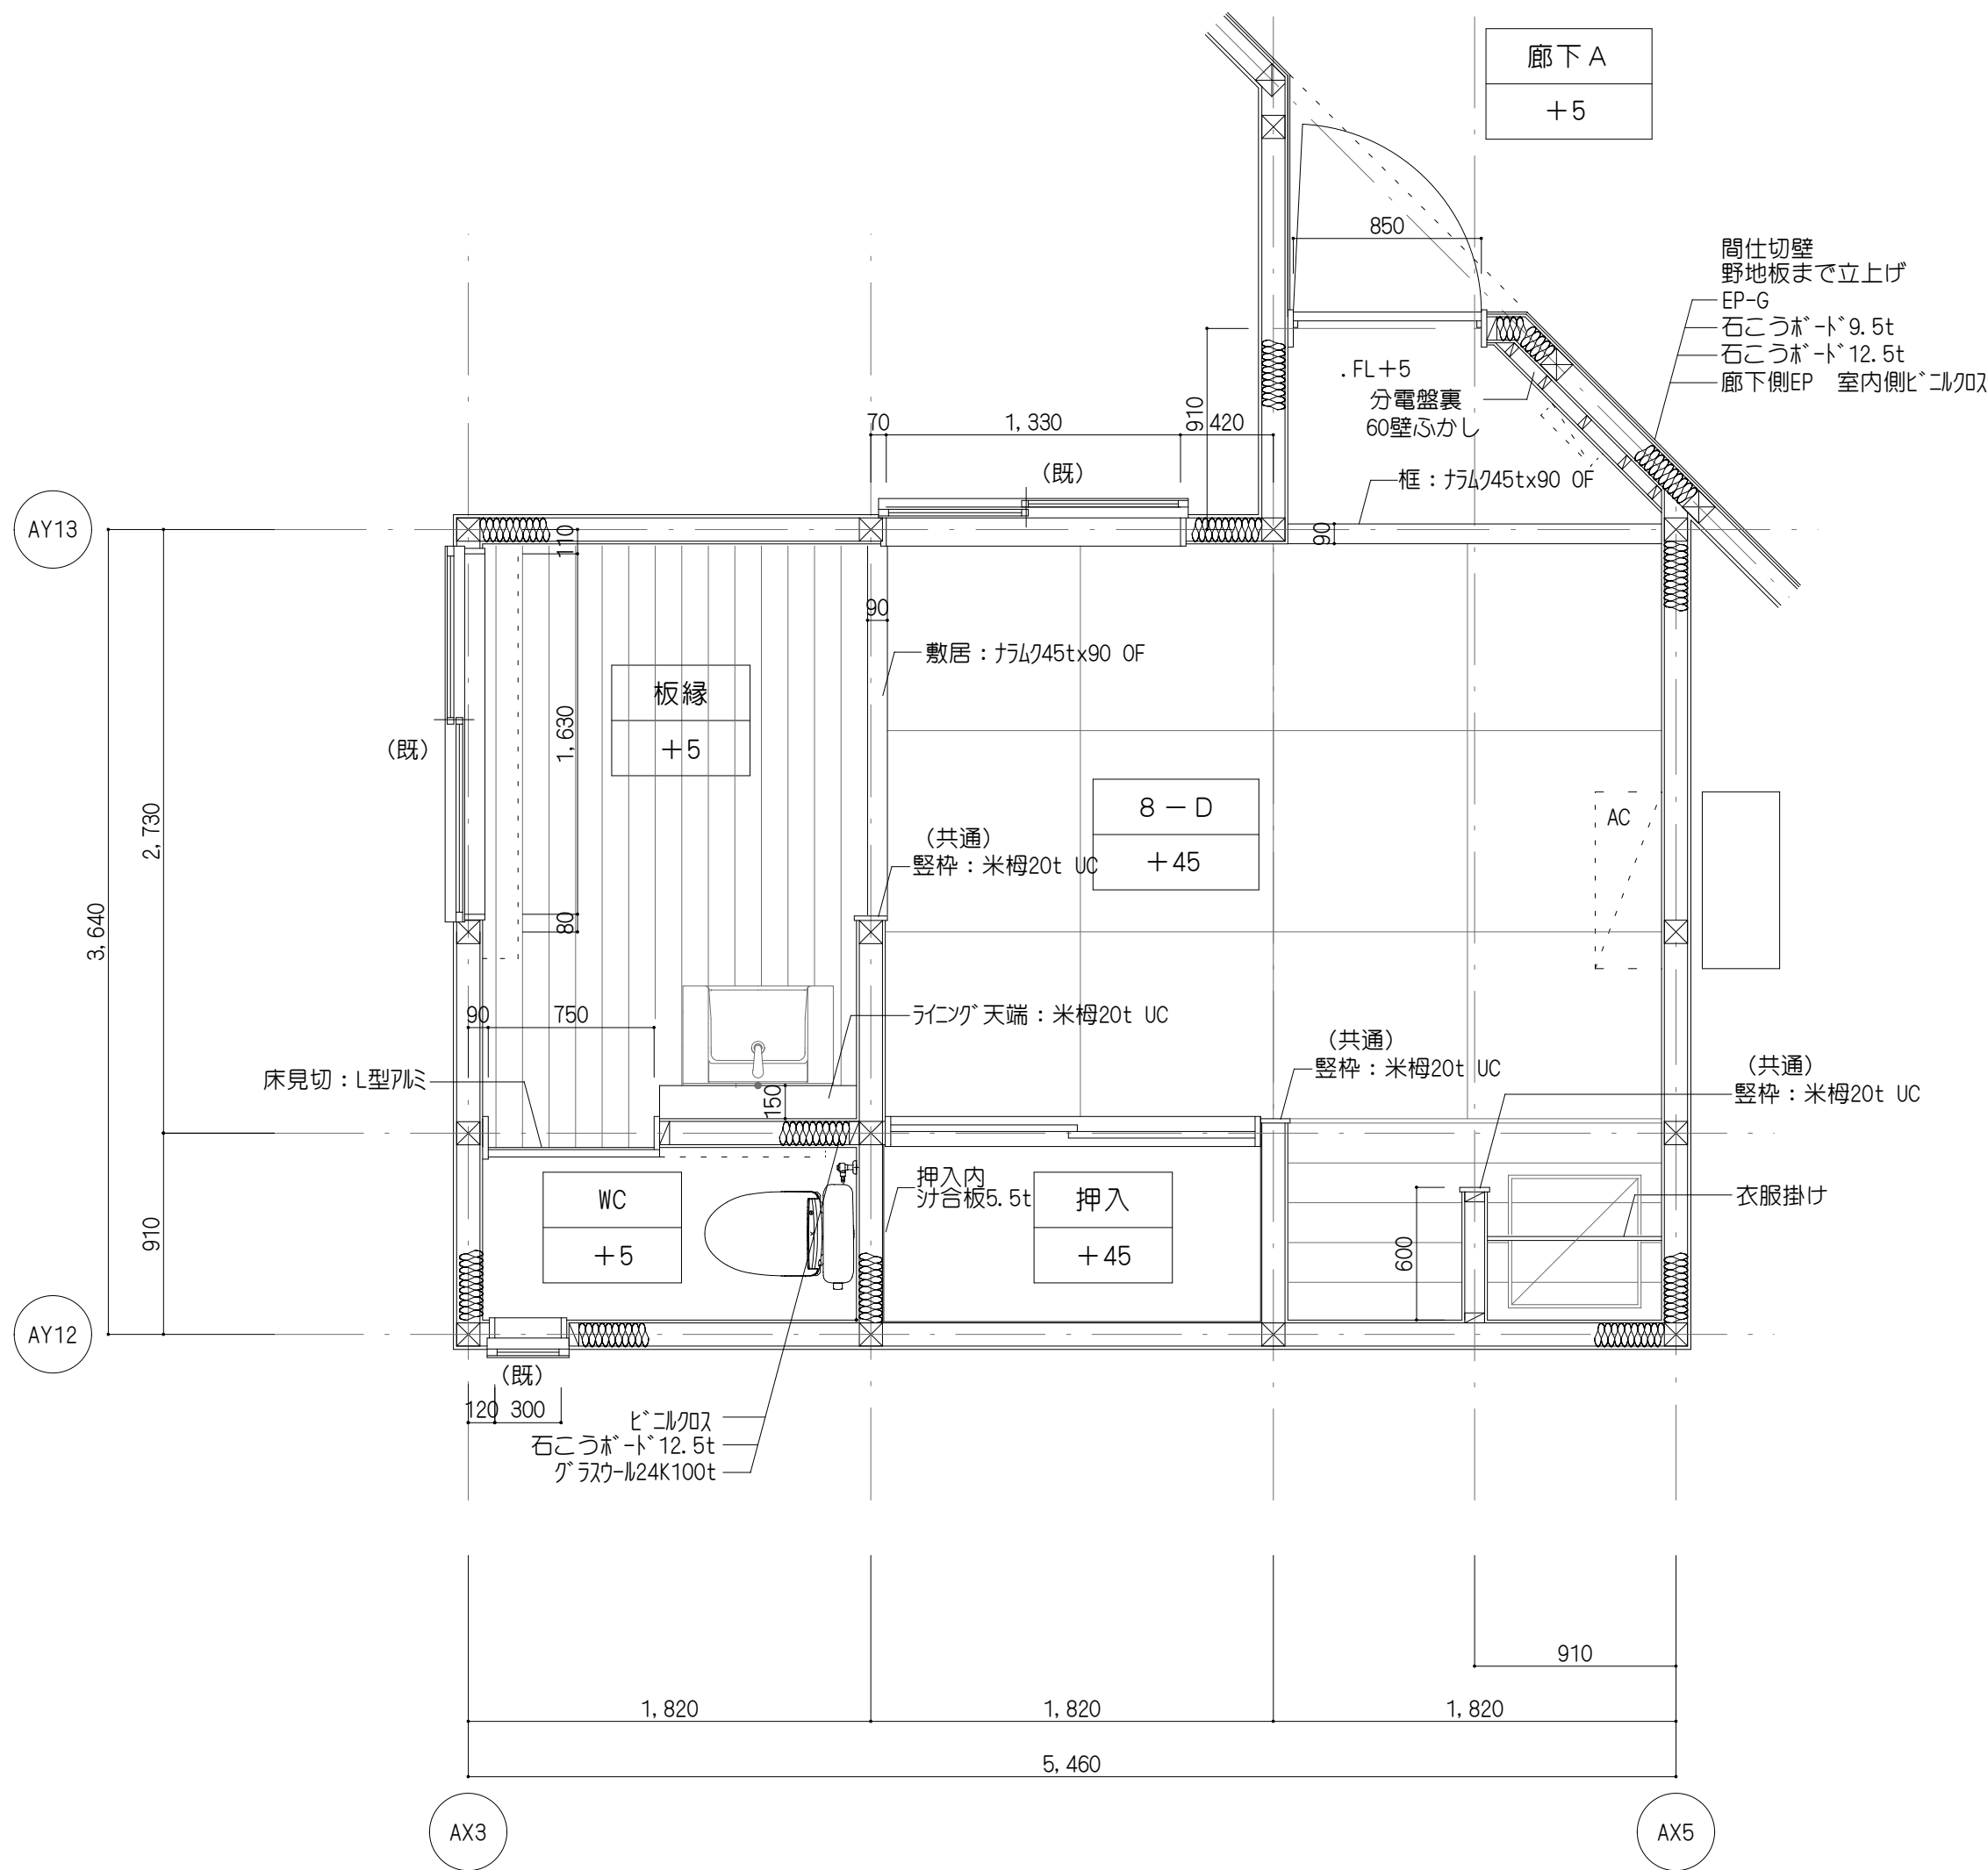 廊下A
+5
850
間仕切壁
野地板まで立上げ
EP-G
石こうボード9.5t
石こうボード12.5t
廊下側EP 室内側ビニルクロス
.FL+5
分電盤裏
60壁ふかし
910
70
1,330
420
(既)
框:ナラムク45tx90 OF
AY13
110
90
90
敷居:ナラムク45tx90 OF
板縁
+5
1,630
(既)
8-D
+45
AC
2,730
(共通)
竪枠:米栂20t UC
3,640
80
90
750
ライニング天端:米栂20t UC
(共通)
竪枠:米栂20t UC
(共通)
竪枠:米栂20t UC
床見切:L型アルミ
150
WC
+5
押入内
シナ合板5.5t
押入
+45
衣服掛け
910
600
AY12
(既)
120
300
ビニルクロス
石こうボード12.5t
グラスウール24K100t
910
1,820
1,820
1,820
5,460
AX3
AX5